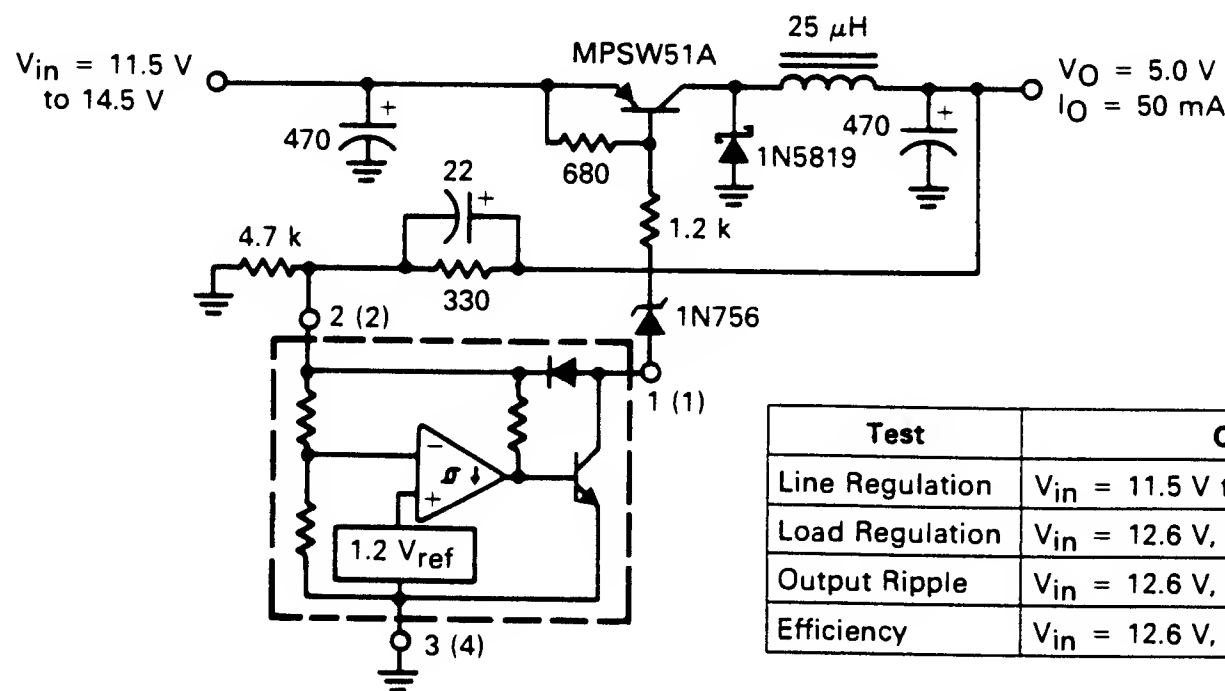 V_in = 11.5 V
to 14.5 V
MPSW51A
25 μH
V_O = 5.0 V
I_O = 50 mA
470
+
680
1N5819
470
+
22
+
1.2 k
4.7 k
330
1N756
2 (2)
1 (1)
−
+
1.2 V_ref
3 (4)
Test
Line Regulation V_in = 11.5 V
Load Regulation V_in = 12.6 V,
Output Ripple V_in = 12.6 V,
Efficiency V_in = 12.6 V,